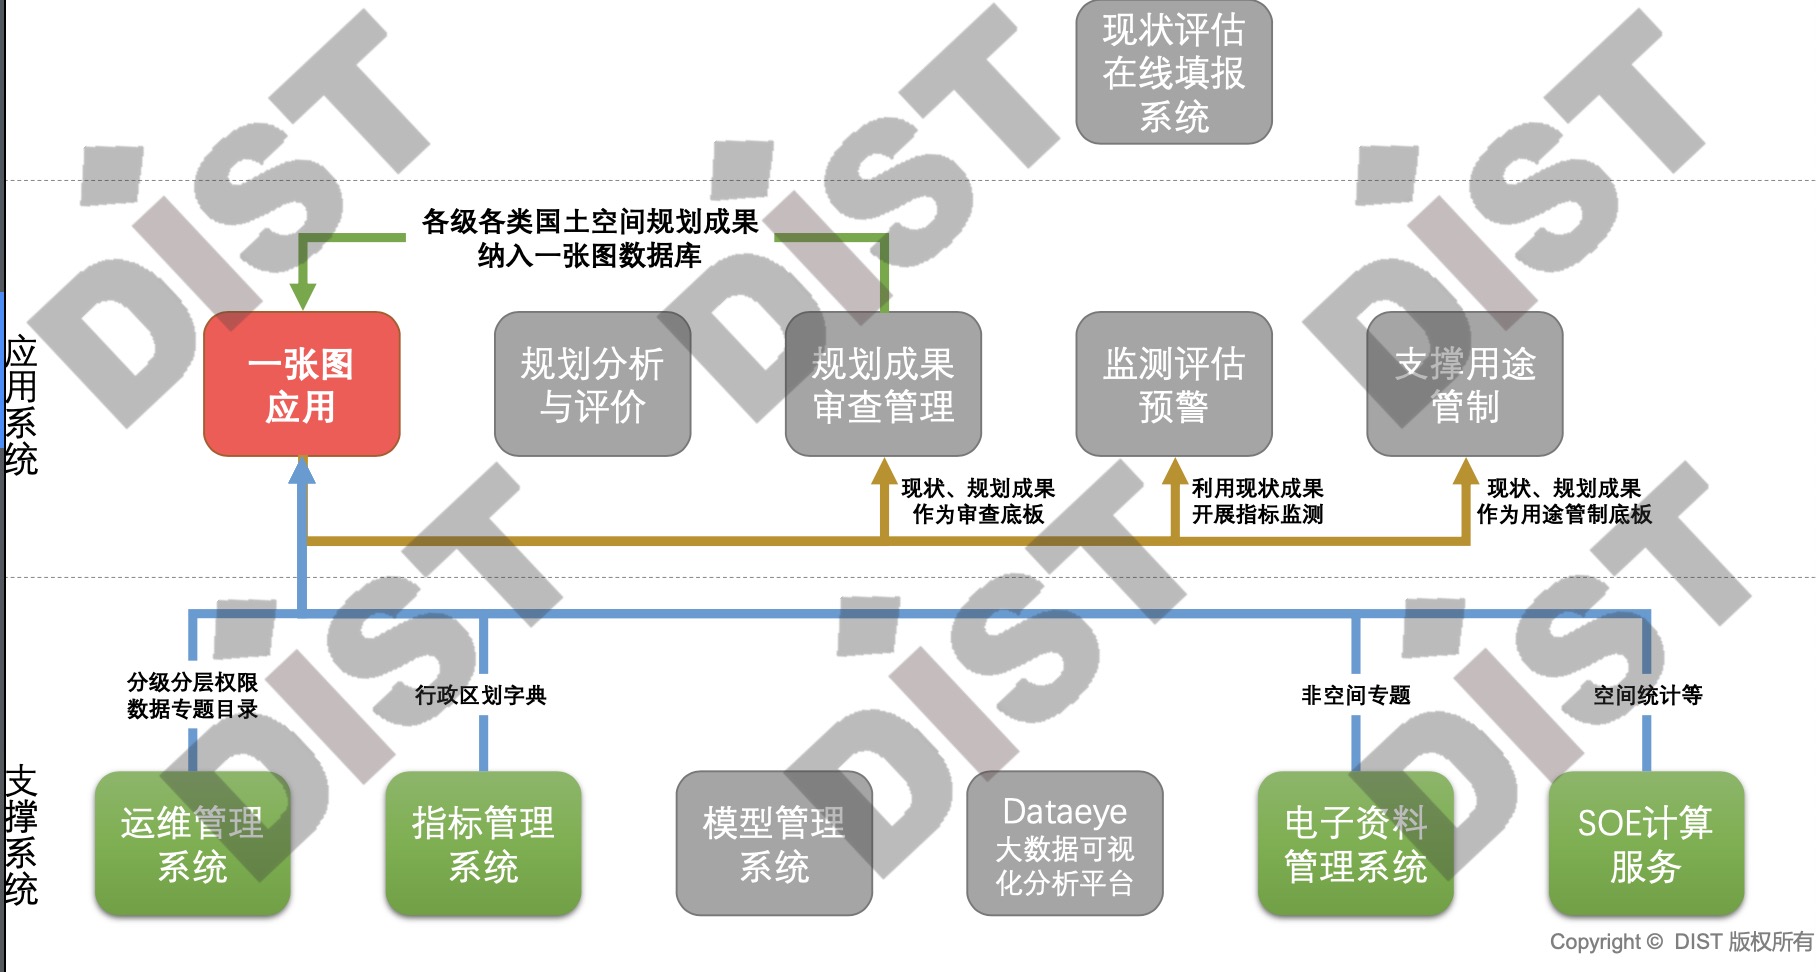 现状评估
在线填报
系统
各级各类国土空间规划成果
纳入一张图数据库
应用系统
一张图
应用
规划分析
与评价
规划成果
审查管理
监测评估
预警
支撑用途
管制
现状、规划成果
作为审查底板
利用现状成果
开展指标监测
现状、规划成果
作为用途管制底板
分级分层权限
数据专题目录
行政区划字典
非空间专题
空间统计等
支撑系统
运维管理
系统
指标管理
系统
模型管理
系统
Dataeye
大数据可视
化分析平台
电子资料
管理系统
SOE计算
服务
Copyright © DIST 版权所有
DIST
DIST
DIST
DIST
DIST
DIST